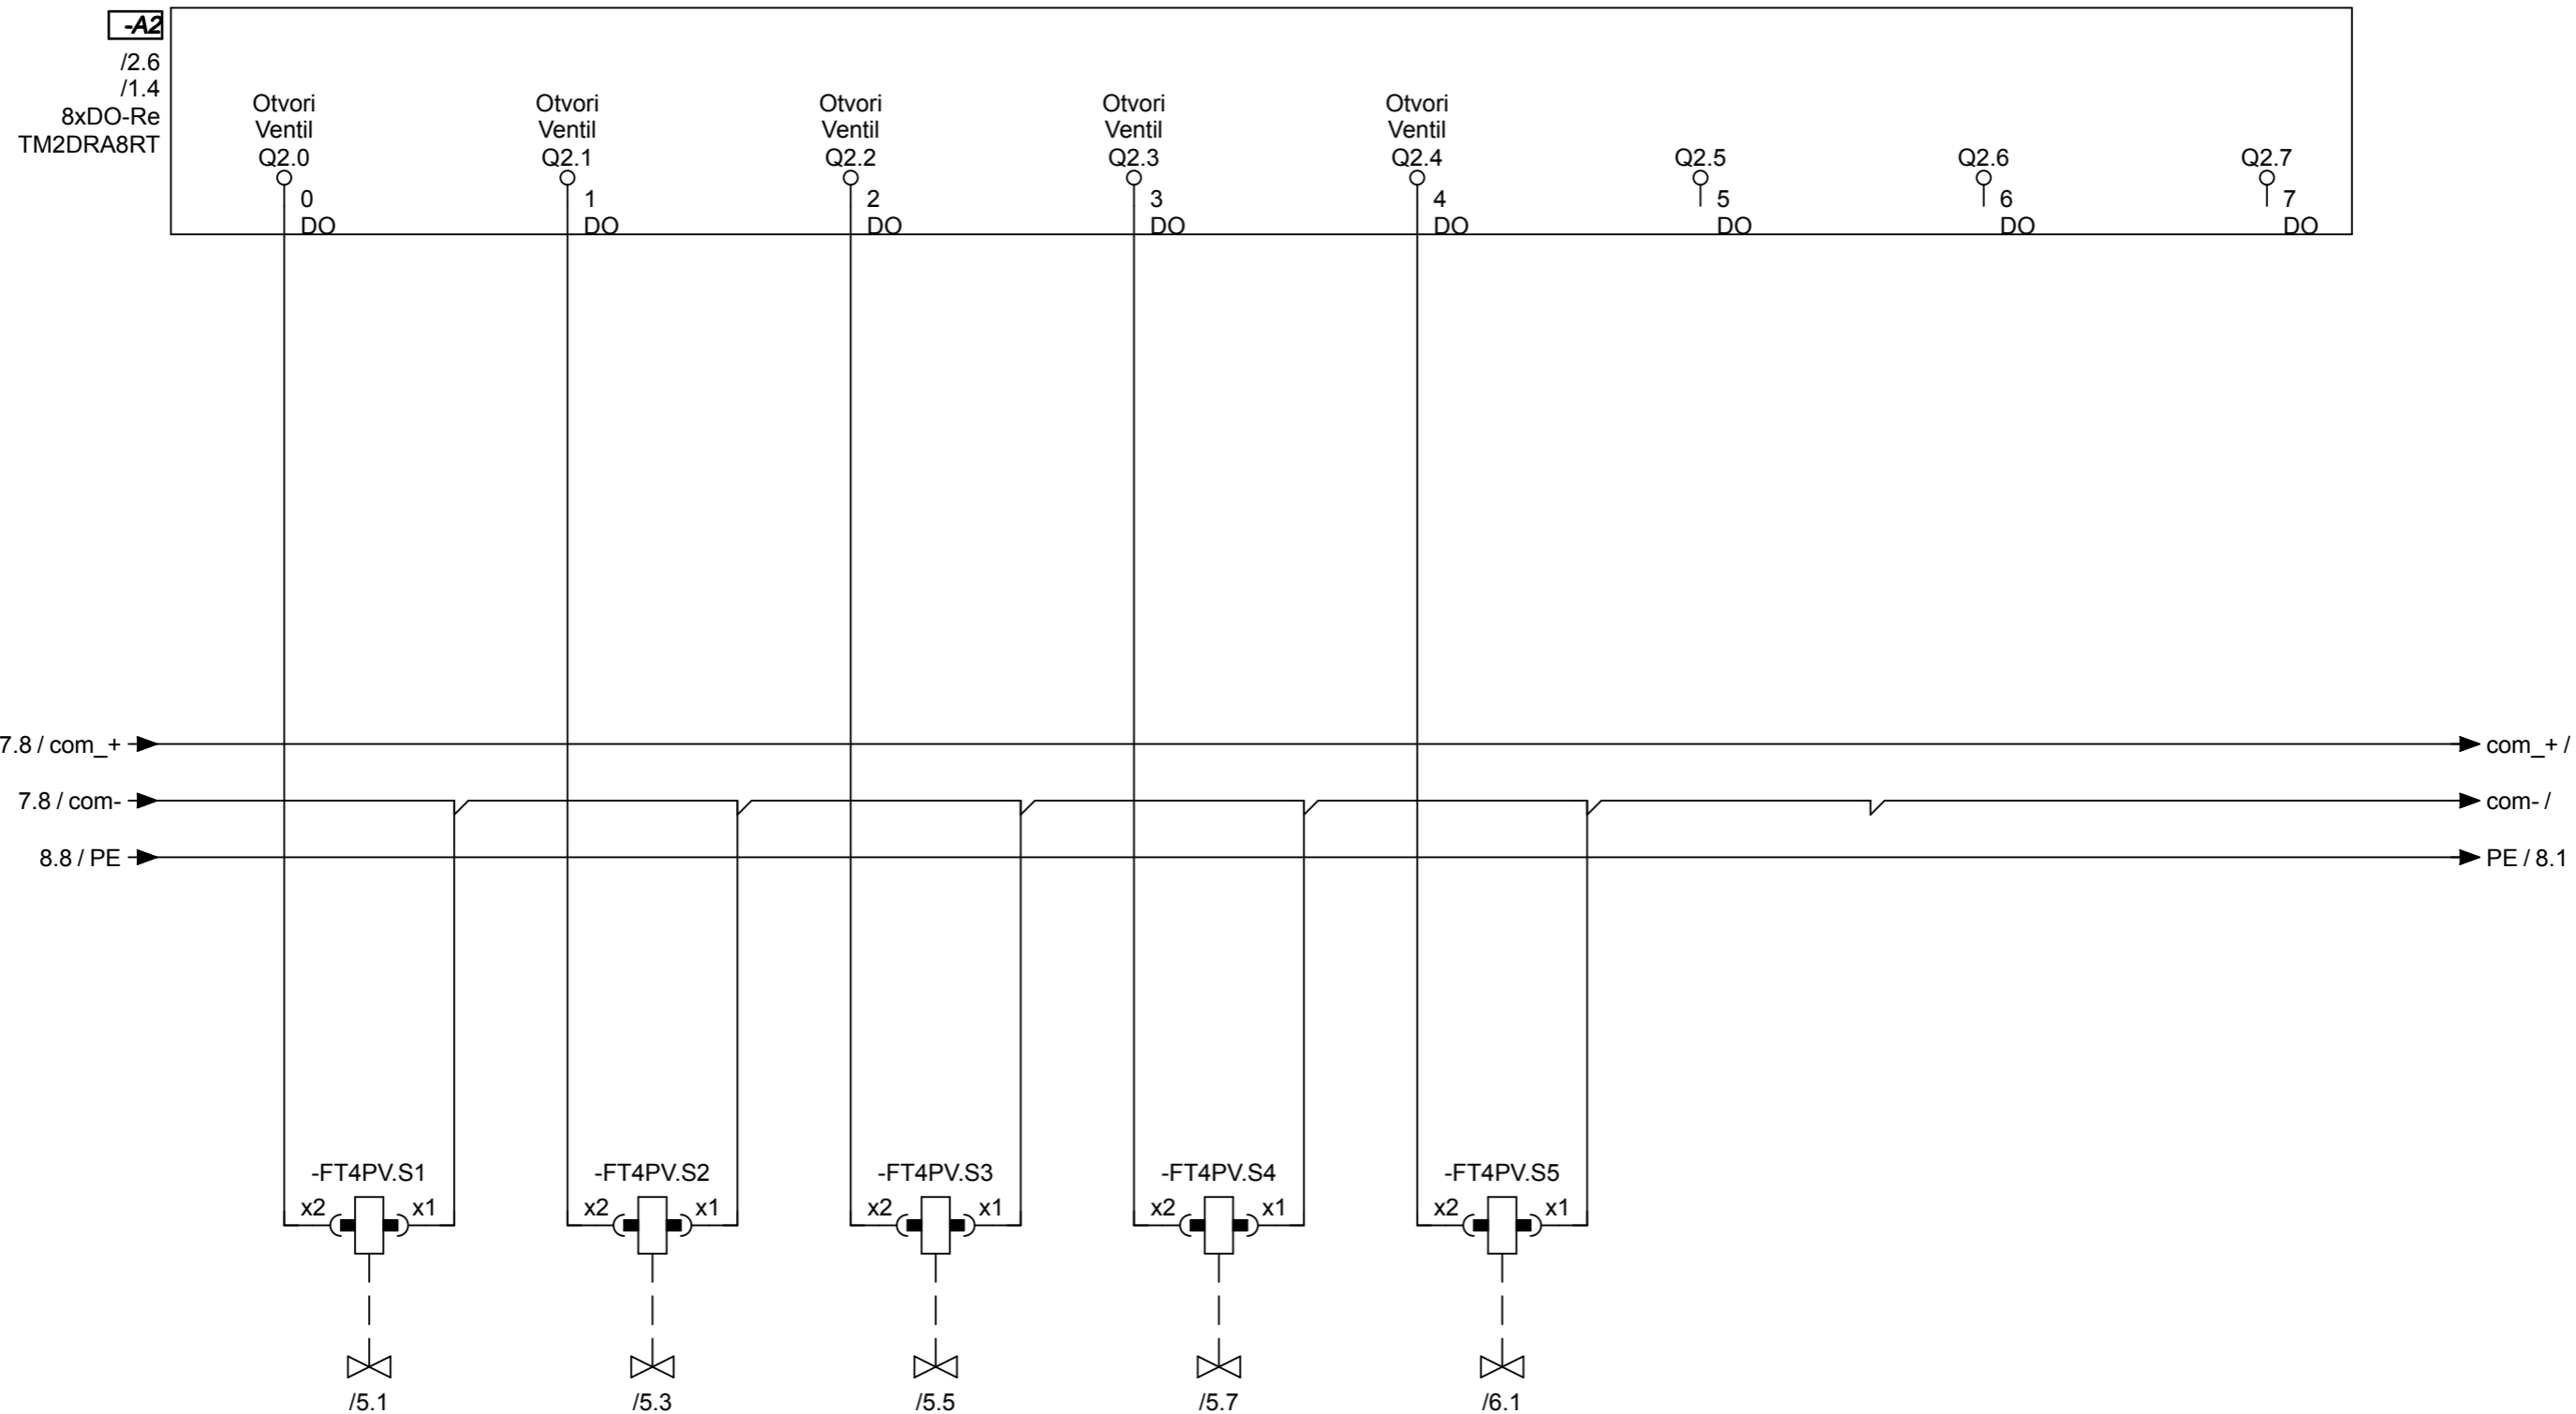 -A2
/2.6
/1.4
8xDO-Re
TM2DRA8RT
Otvori
Ventil
Q2.0
0
DO
Otvori
Ventil
Q2.1
1
DO
Otvori
Ventil
Q2.2
2
DO
Otvori
Ventil
Q2.3
3
DO
Otvori
Ventil
Q2.4
4
DO
Q2.5
5
DO
Q2.6
6
DO
Q2.7
7
DO
7.8 / com_+
com_+ /
7.8 / com-
com- /
8.8 / PE
PE / 8.1
-FT4PV.S1
x2 x1
/5.1
-FT4PV.S2
x2 x1
/5.3
-FT4PV.S3
x2 x1
/5.5
-FT4PV.S4
x2 x1
/5.7
-FT4PV.S5
x2 x1
/6.1